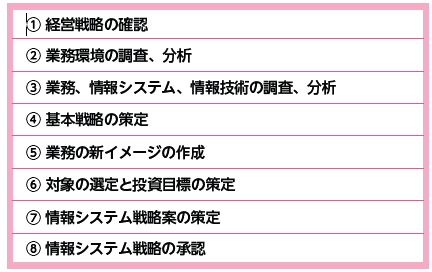 ① 経営戦略の確認
② 業務環境の調査、分析
③ 業務、情報システム、情報技術の調査、分析
④ 基本戦略の策定
⑤ 業務の新イメージの作成
⑥ 対象の選定と投資目標の策定
⑦ 情報システム戦略案の策定
⑧ 情報システム戦略の承認